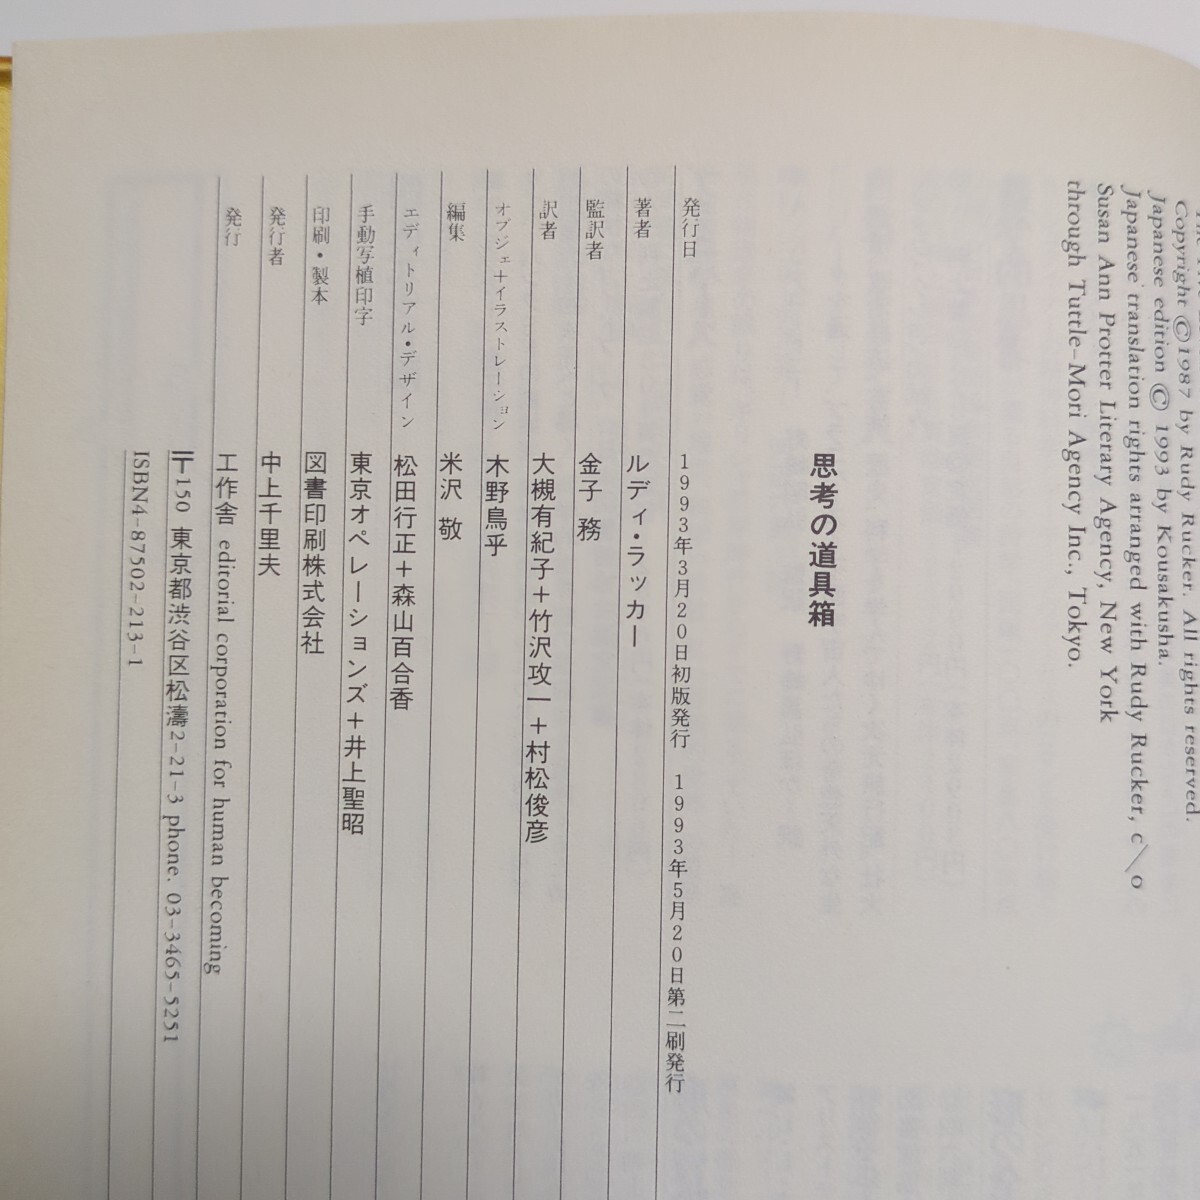 Copyright ©1987 by Rudy Rucker. All rights reserved.
Japanese edition © 1993 by Kousakusha.
Japanese translation rights arranged with Rudy Rucker, c/o
Susan Ann Protter Literary Agency, New York
through Tuttle-Mori Agency Inc., Tokyo.
思考の道具箱
発行日 1993年3月20日初版発行 1993年5月20日第二刷発行
著者 ルディ・ラッカー
監訳者 金子 務
訳者 大槻有紀子+竹沢攻一+村松俊彦
オブジェ+イラストレーション 木野鳥乎
編集 米沢 敬
エディトリアル・デザイン 松田行正+森山百合香
手動写植印字 東京オペレーションズ+井上聖昭
印刷・製本 図書印刷株式会社
発行者 中上千里夫
発行 工作舎 editorial corporation for human becoming
〒150 東京都渋谷区松濤2-21-3 phone. 03-3465-5251
ISBN4-87502-213-1